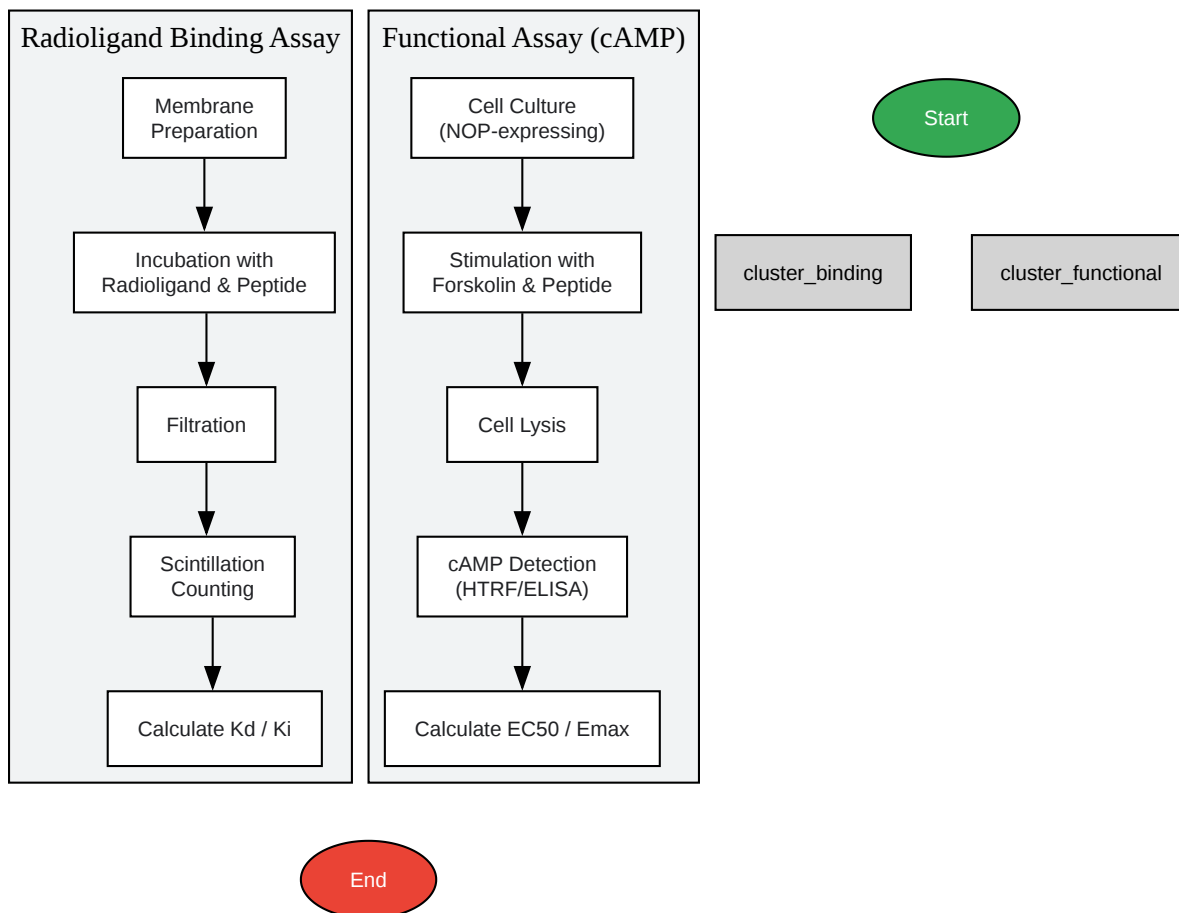 Radioligand Binding Assay
Membrane
Preparation
Incubation with
Radioligand & Peptide
Filtration
Scintillation
Counting
Calculate Kd / Ki
Functional Assay (cAMP)
Cell Culture
(NOP-expressing)
Stimulation with
Forskolin & Peptide
Cell Lysis
cAMP Detection
(HTRF/ELISA)
Calculate EC50 / Emax
Start
cluster_binding
cluster_functional
End